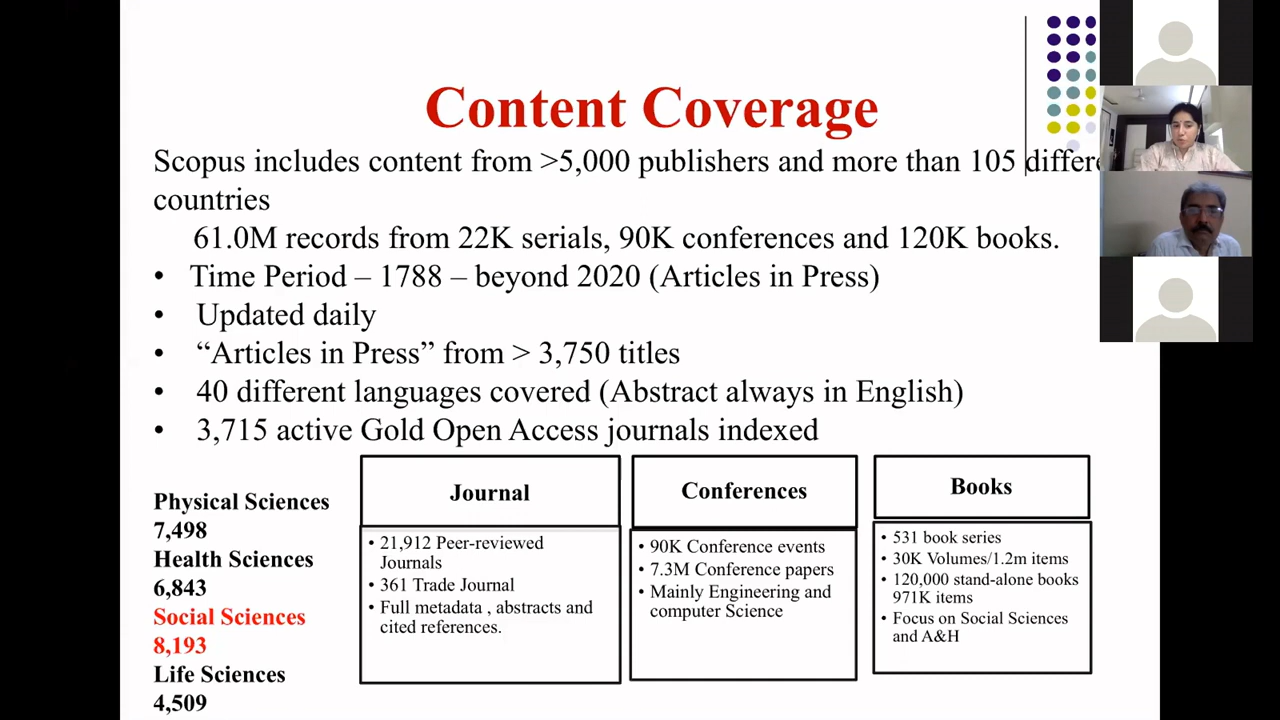 Content Coverage
Scopus includes content from >5,000 publishers and more than 105 differe
countries
61.0M records from 22K serials, 90K conferences and 120K books.
• Time Period – 1788 – beyond 2020 (Articles in Press)
• Updated daily
• “Articles in Press” from > 3,750 titles
• 40 different languages covered (Abstract always in English)
• 3,715 active Gold Open Access journals indexed
Physical Sciences
7,498
Health Sciences
6,843
Social Sciences
8,193
Life Sciences
4,509
Journal
• 21,912 Peer-reviewed
Journals
• 361 Trade Journal
• Full metadata , abstracts and
cited references.
Conferences
• 90K Conference events
• 7.3M Conference papers
• Mainly Engineering and
computer Science
Books
• 531 book series
• 30K Volumes/1.2m items
• 120,000 stand-alone books
971K items
• Focus on Social Sciences
and A&H